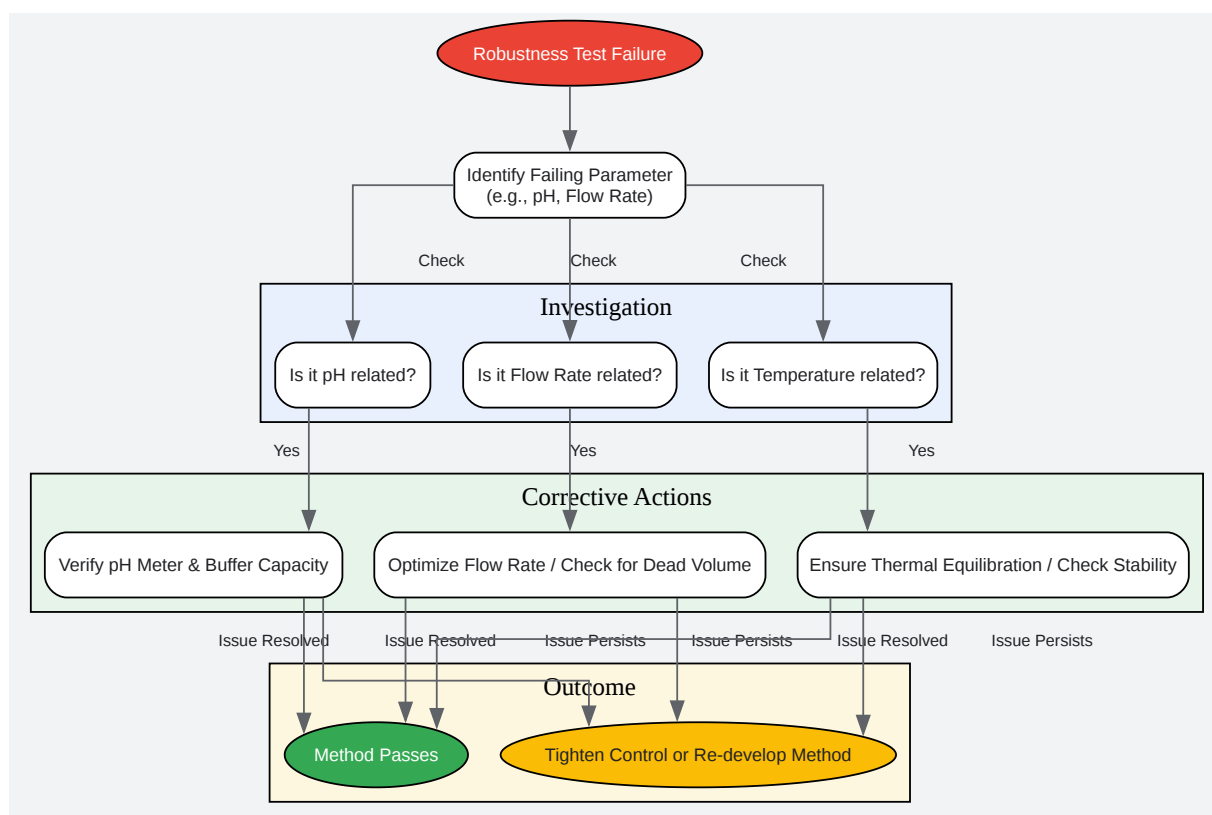 Robustness Test Failure
Identify Failing Parameter
(e.g., pH, Flow Rate)
Check
Check
Check
Investigation
Is it pH related?
Is it Flow Rate related?
Is it Temperature related?
Yes
Yes
Yes
Corrective Actions
Verify pH Meter & Buffer Capacity
Optimize Flow Rate / Check for Dead Volume
Ensure Thermal Equilibration / Check Stability
Issue Resolved
Issue Resolved
Issue Persists
Issue Persists
Issue Resolved
Issue Persists
Outcome
Method Passes
Tighten Control or Re-develop Method